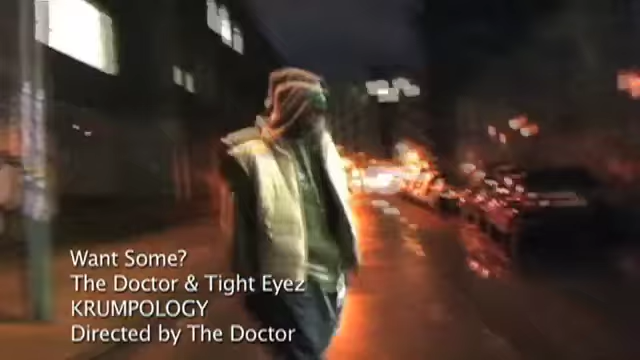 Want Some?
The Doctor & Tight Eyez
KRUMPOLOGY
Directed by The Doctor